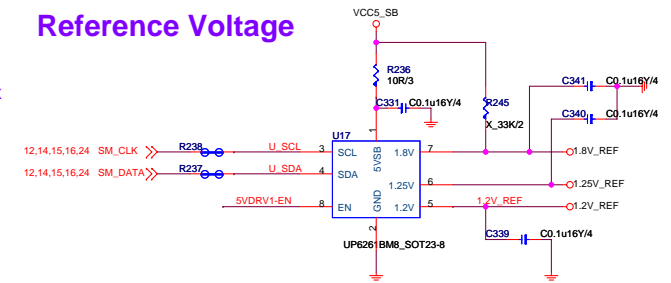 Reference Voltage
VCC5_SB
R236
10R/3
C331 C0.1u16Y/4
R245
X_33K/2
C341 C0.1u16Y/4
C340 C0.1u16Y/4
U17
1
5VSB
12,14,15,16,24 SM_CLK R238 U_SCL 3 SCL 1.8V 7 1.8V_REF
12,14,15,16,24 SM_DATA R237 U_SDA 4 SDA 1.25V 6 1.25V_REF
5VDRV1-EN 8 EN GND 1.2V 5 1.2V_REF 1.2V_REF
2
UP6261BM8_SOT23-8
C339 C0.1u16Y/4